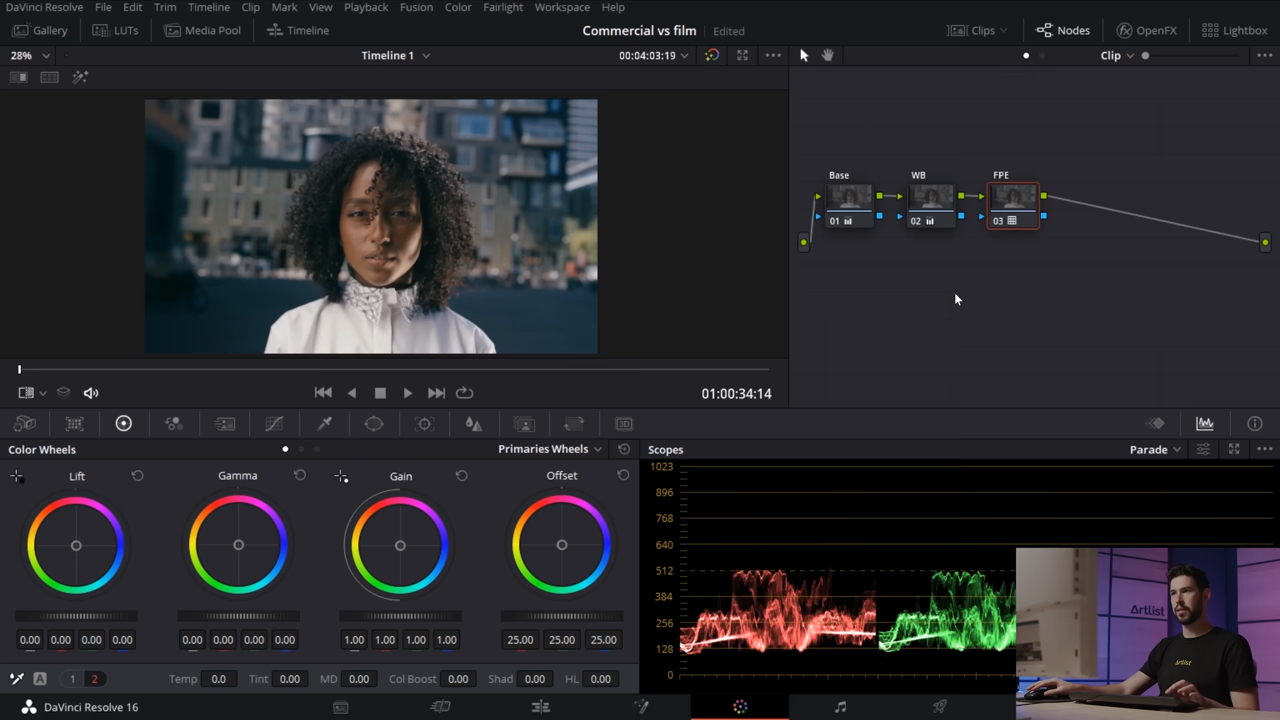 DaVinci Resolve File Edit Trim Timeline Clip Mark View Playback Fusion Color Fairlight Workspace Help
Gallery LUTs Media Pool Timeline Commercial vs film Edited Clips Nodes OpenFX Lightbox
28% Timeline 1 00:04:03:19 Clip
Base WB FPE
01 02 03
01:00:34:14
Color Wheels Primaries Wheels Scopes Parade
Lift Gamma Gain Offset
1023
896
768
640
512
384
256
128
0
0.00 0.00 0.00 0.00 0.00 0.00 0.00 0.00 1.00 1.00 1.00 1.00 25.00 25.00 25.00
A 1 2 Temp 0.0 Tint 0.00 MD 0.00 Col Boost 0.00 Shad 0.00 HL 0.00
DaVinci Resolve 16
Artlist
Artlist